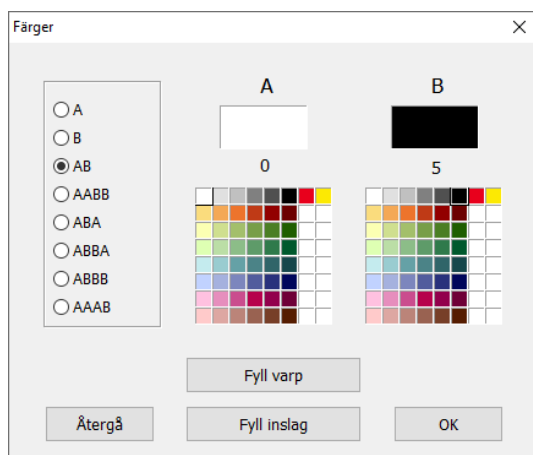 Färger
A
B
AB
AABB
ABA
ABBA
ABBB
AAAB
A
0
B
5
Fyll varp
Återgå
Fyll inslag
OK